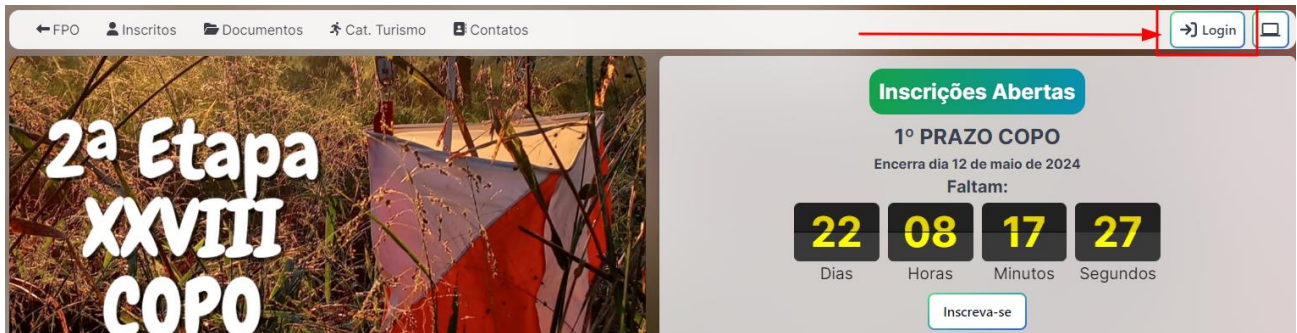 FPO Inscritos Documentos Cat. Turismo Contatos Login
2ª Etapa
XXVIII
COPO
Inscrições Abertas
1º PRAZO COPO
Encerra dia 12 de maio de 2024
Faltam:
22 08 17 27
Dias Horas Minutos Segundos
Inscreva-se